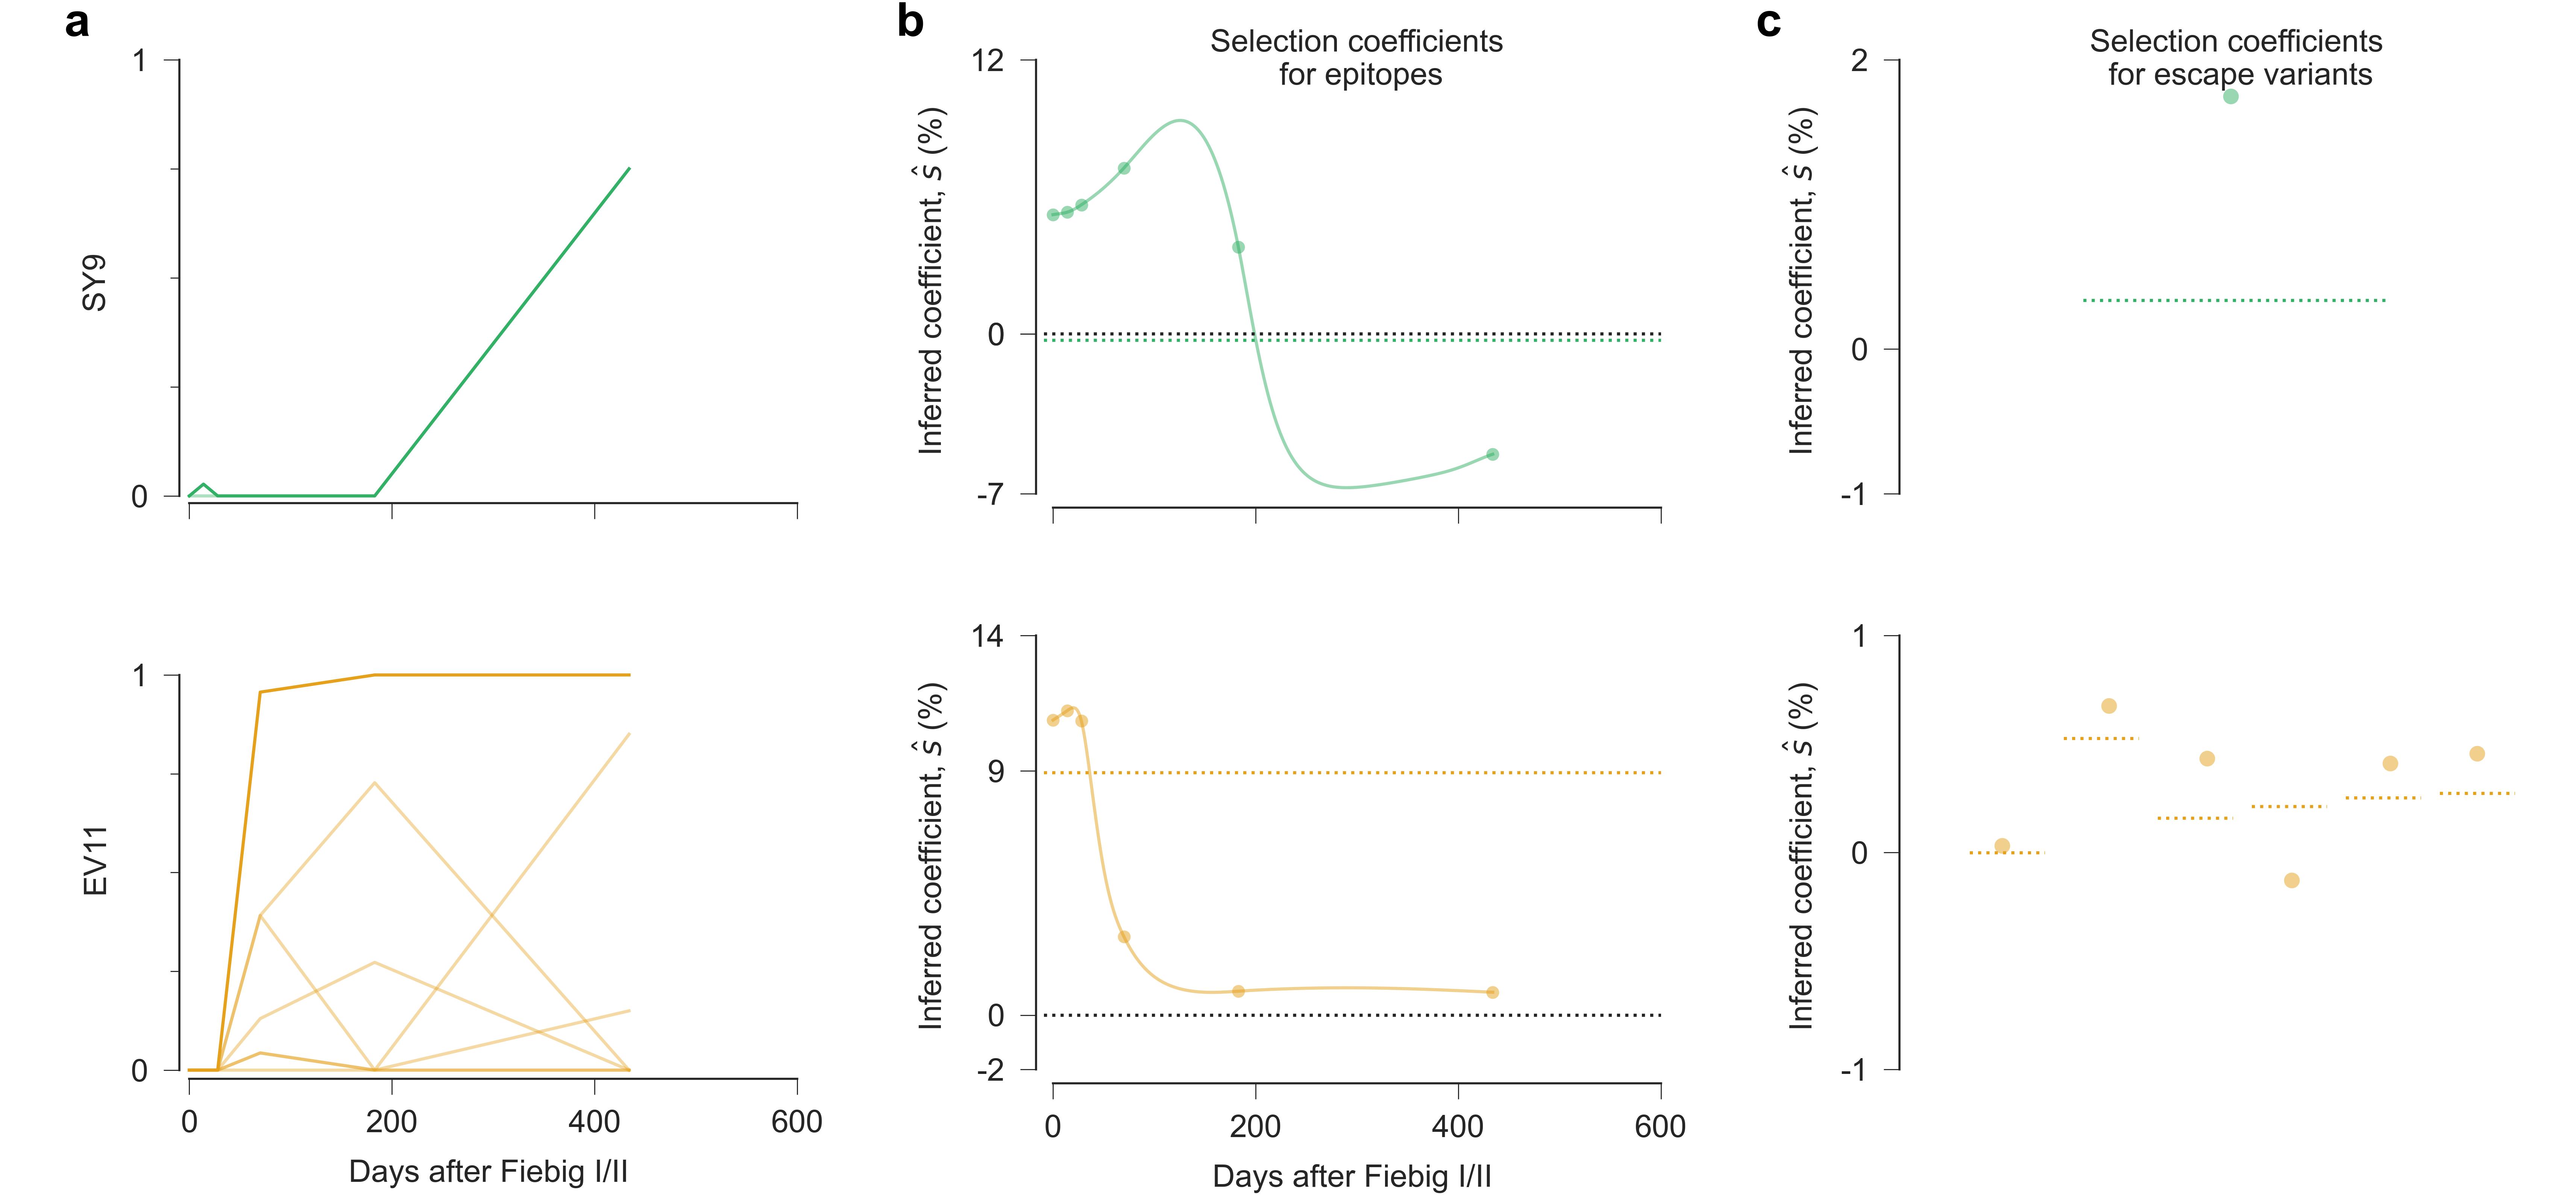 a
1
SY9
0
1
EV11
0
0 200 400 600
Days after Fiebig I/II
b
Selection coefficients
for epitopes
12
Inferred coefficient, ŝ (%)
0
-7
14
Inferred coefficient, ŝ (%)
9
0
-2
0 200 400 600
Days after Fiebig I/II
c
Selection coefficients
for escape variants
2
Inferred coefficient, ŝ (%)
0
-1
1
Inferred coefficient, ŝ (%)
0
-1